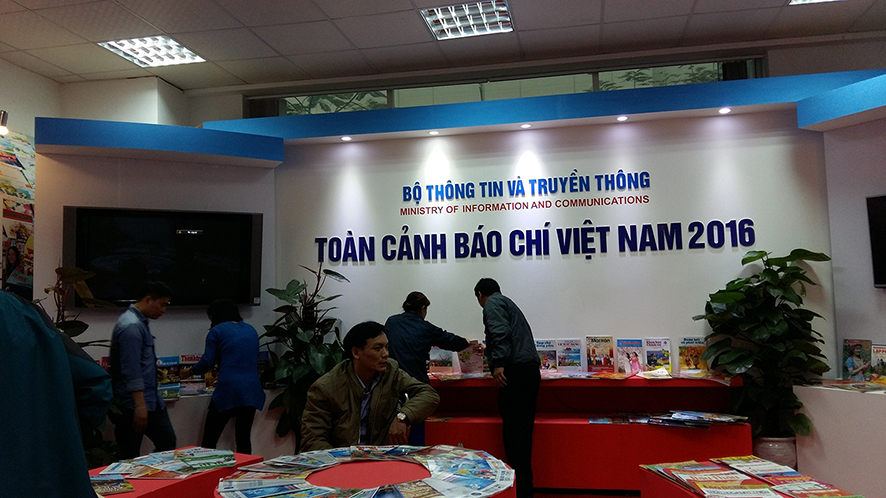 BỘ THÔNG TIN VÀ TRUYỀN THÔNG
MINISTRY OF INFORMATION AND COMMUNICATIONS
TOÀN CẢNH BÁO CHÍ VIỆT NAM 2016